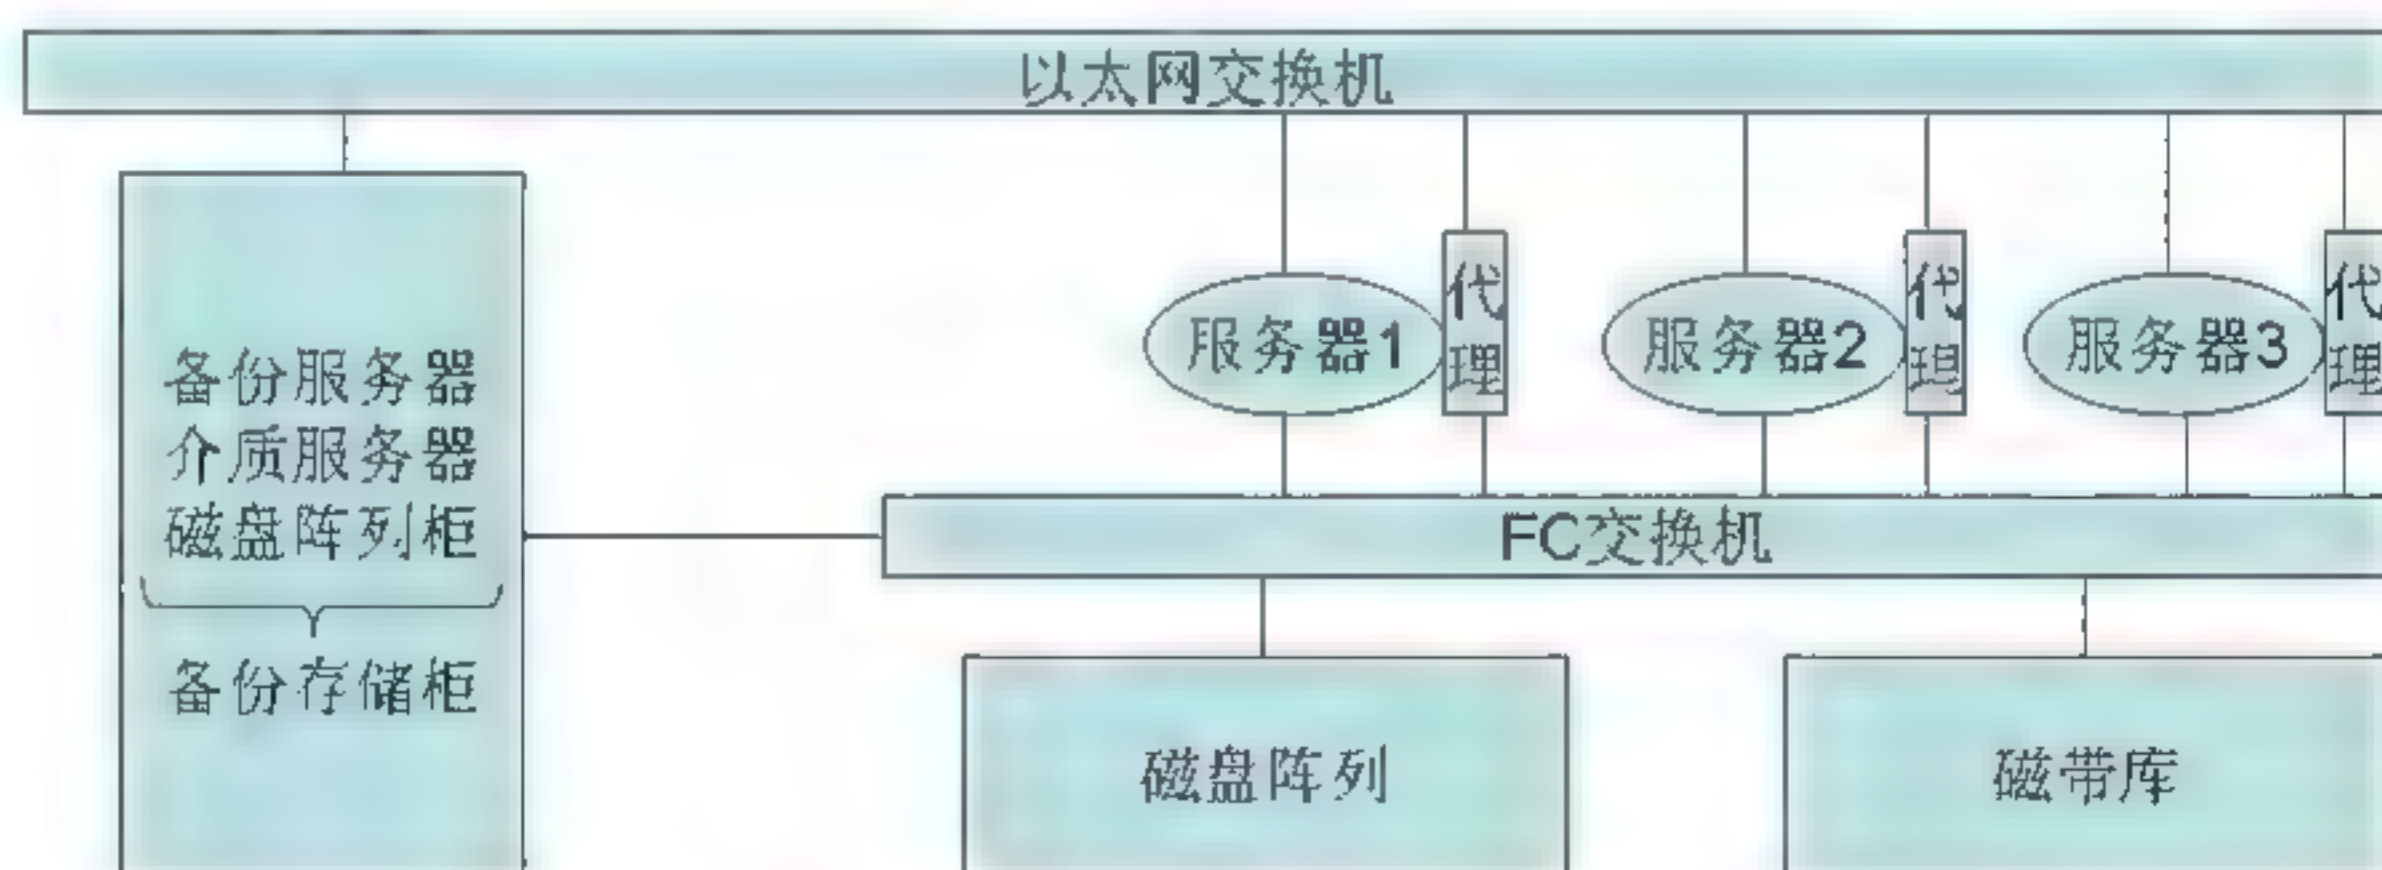 以太网交换机
备份服务器
介质服务器
磁盘阵列柜
备份存储柜
服务器1
代理
服务器2
代理
服务器3
代理
FC交换机
磁盘阵列
磁带库